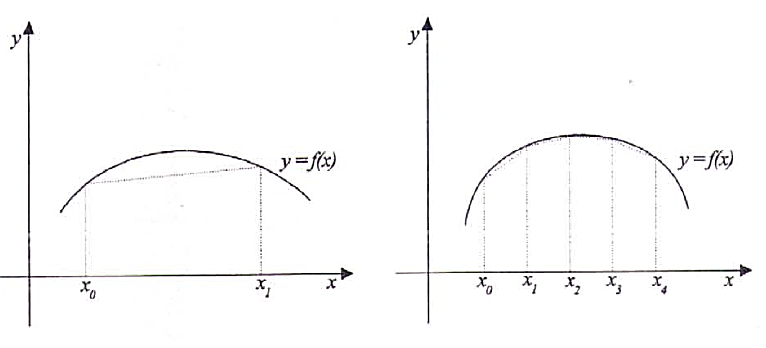 y
y = f(x)
x₀
x₁
x
y
y = f(x)
x₀
x₁
x₂
x₃
x₄
x